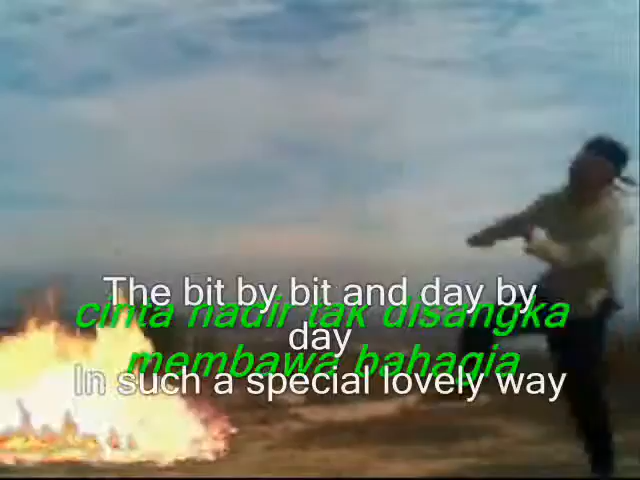 The bit by bit and day by
cinta hadir tak disangka
day
membawa bahagia
In such a special lovely way